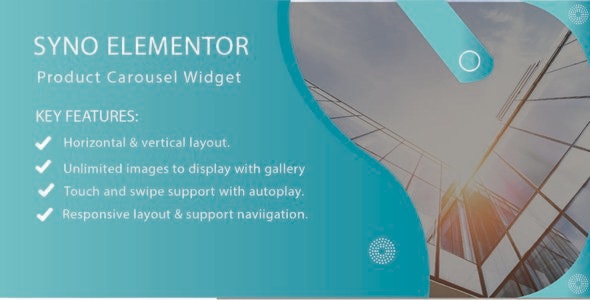 SYNO ELEMENTOR
Product Carousel Widget
KEY FEATURES:
Horizontal & vertical layout.
Unlimited images to display with gallery
Touch and swipe support with autoplay.
Responsive layout & support naviigation.